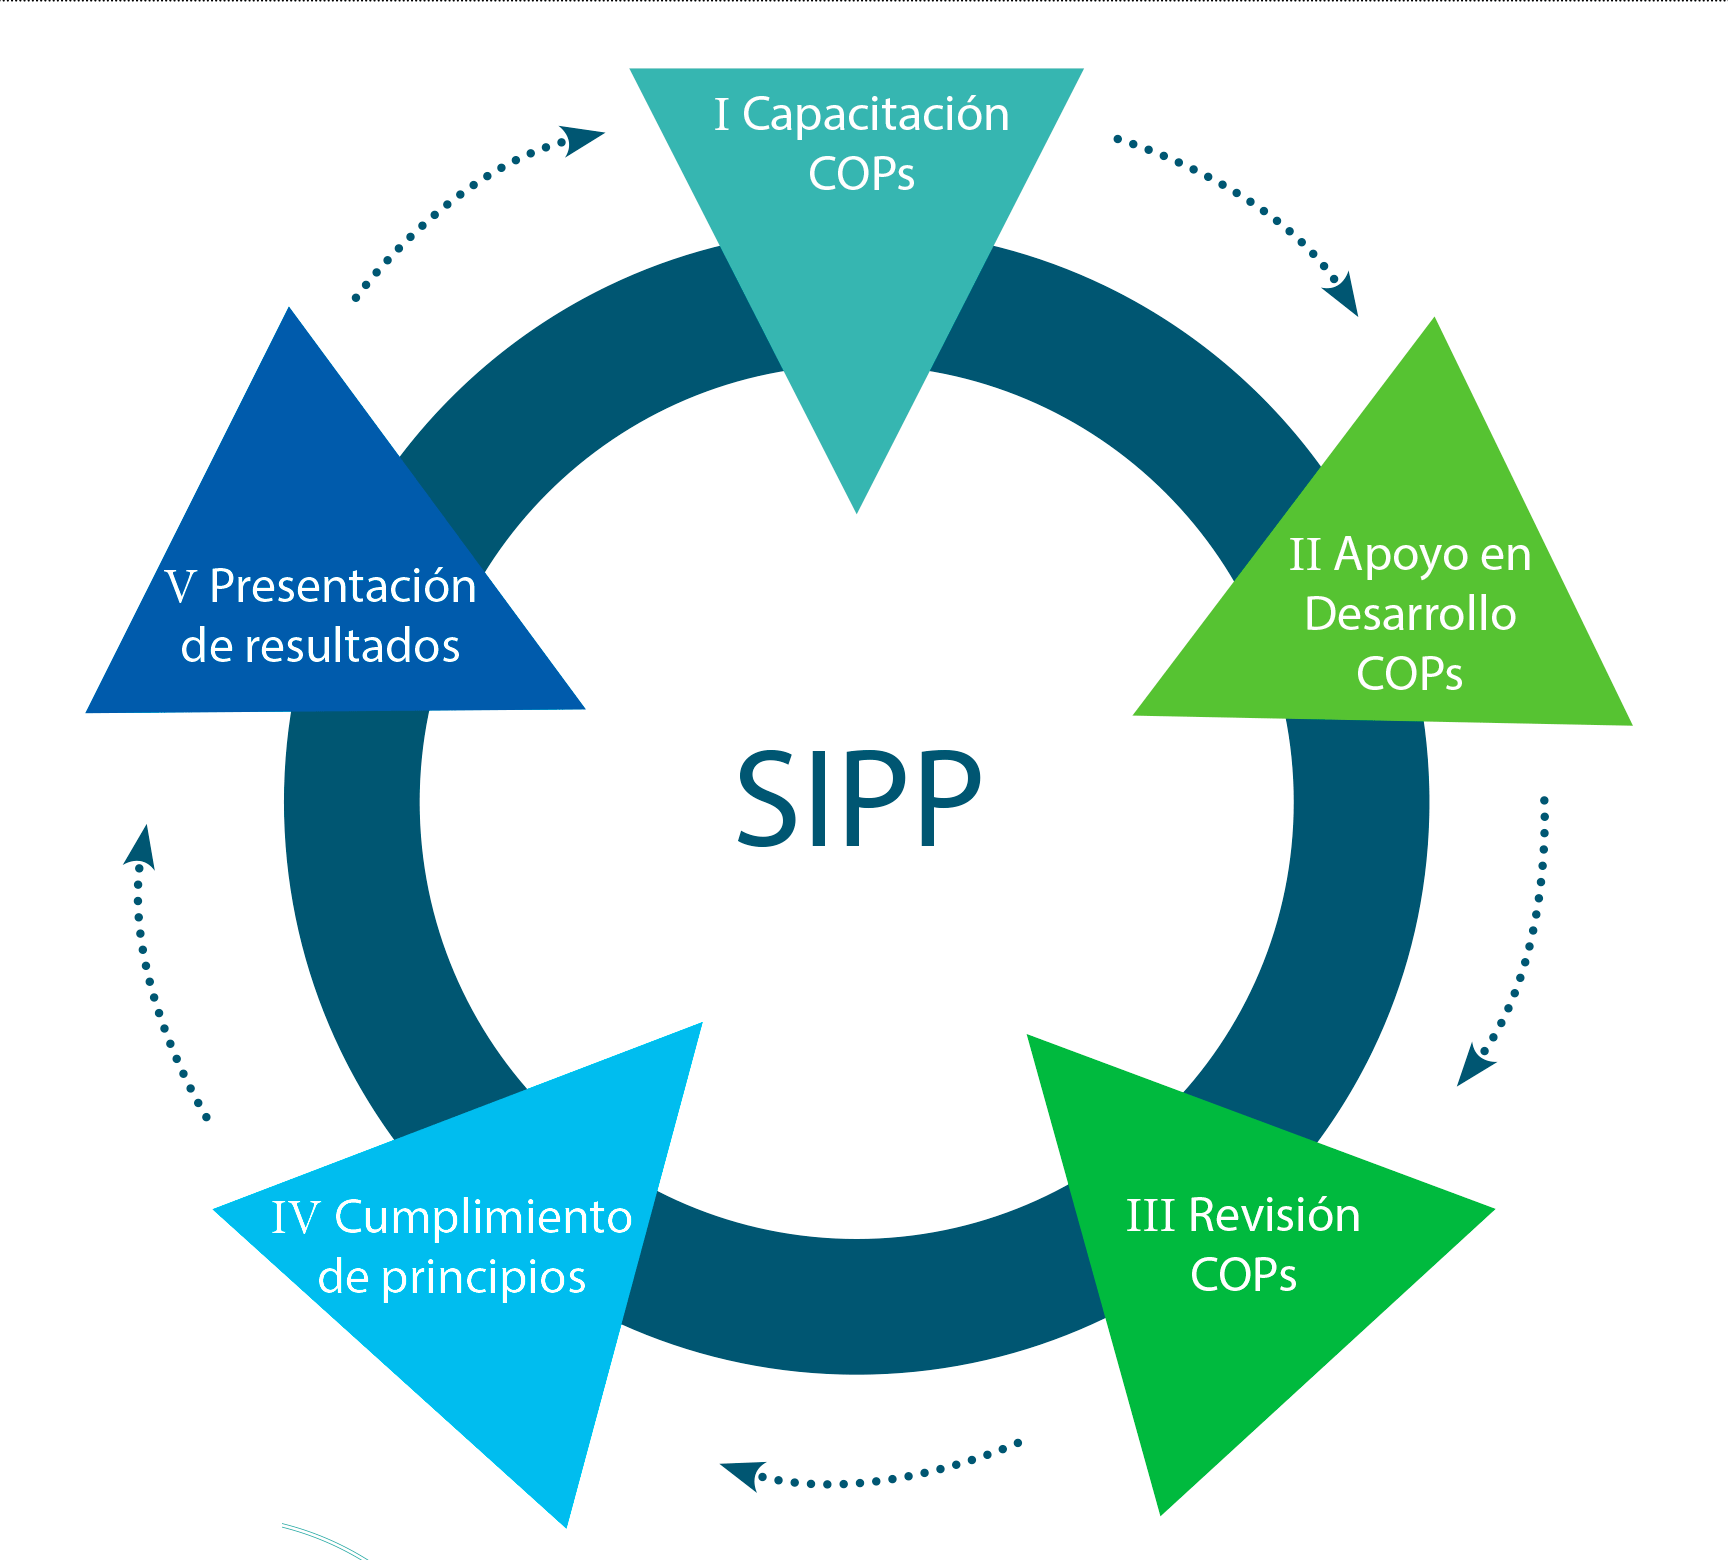 I Capacitación
COPs
II Apoyo en
Desarrollo
COPs
III Revisión
COPs
IV Cumplimiento
de principios
V Presentación
de resultados
SIPP